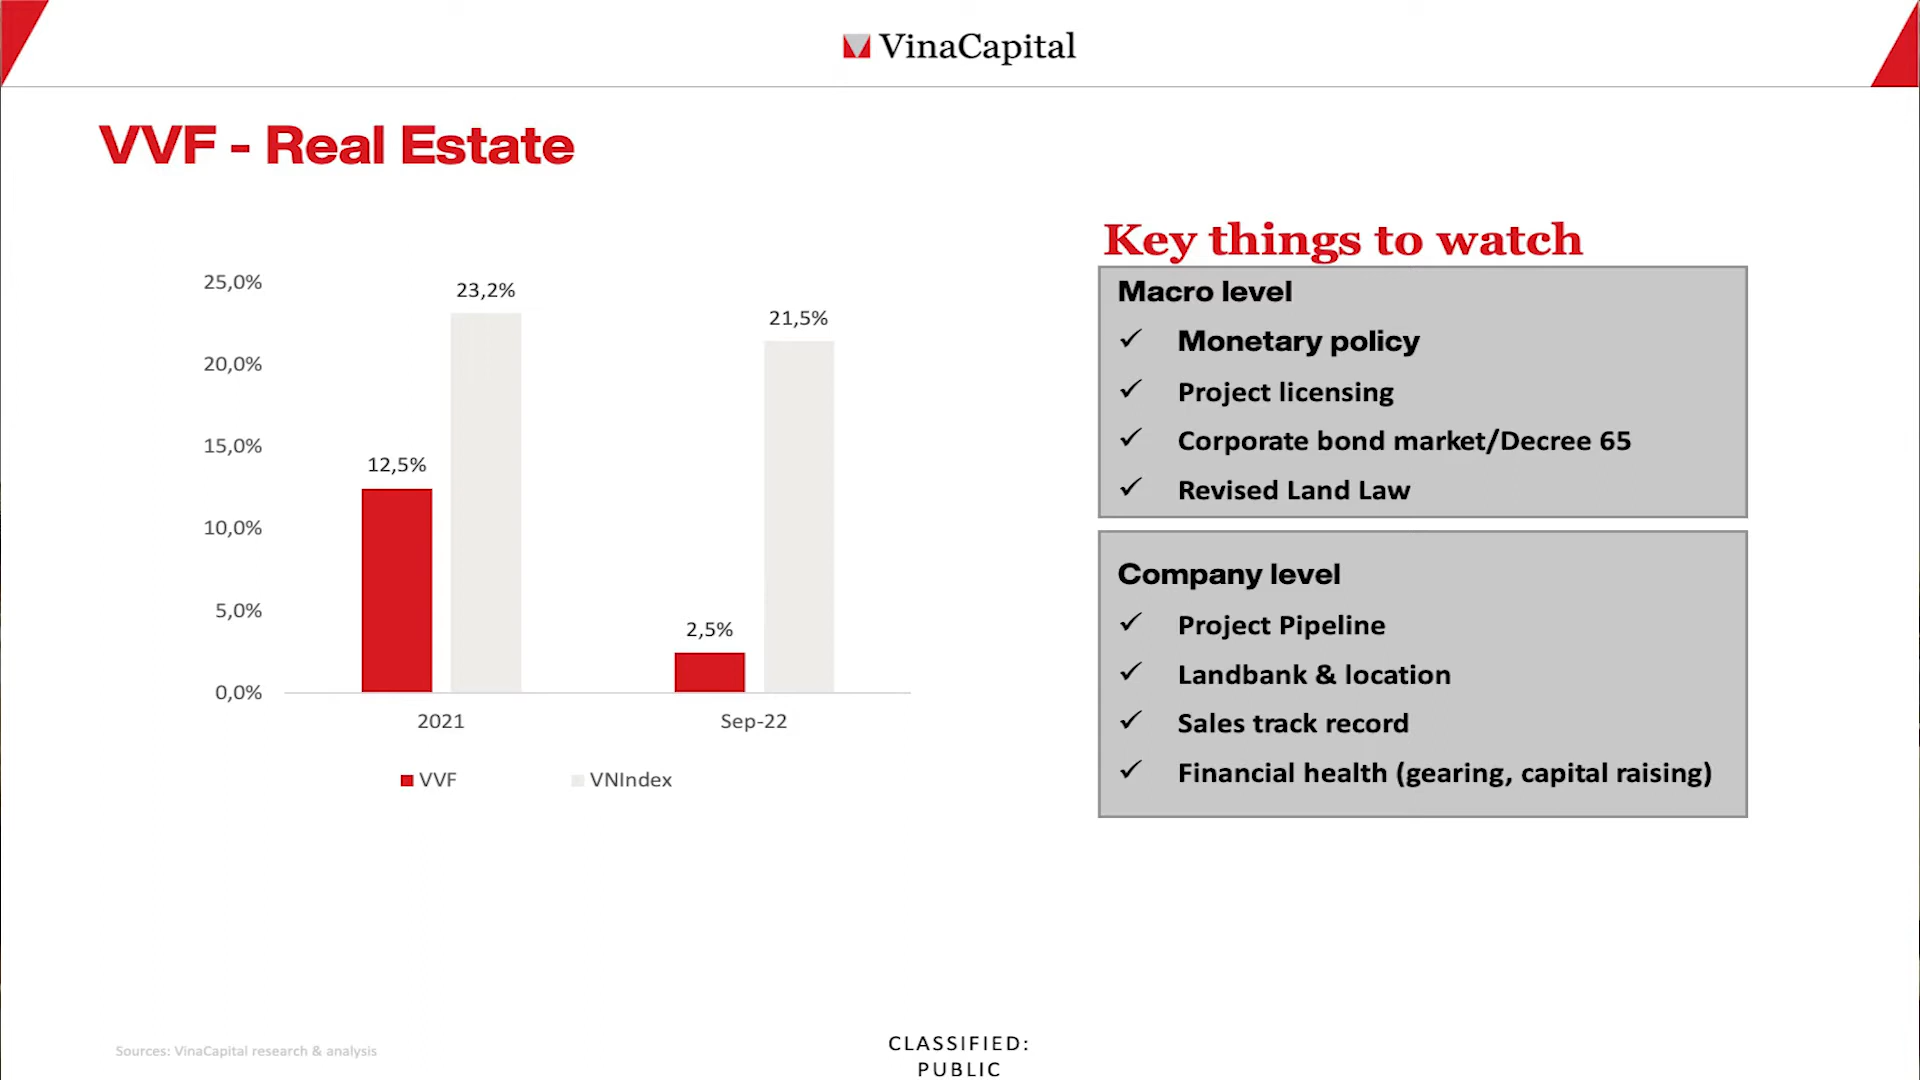 VinaCapital
VVF - Real Estate
25,0%
20,0%
15,0%
10,0%
5,0%
0,0%
12,5%
23,2%
2,5%
21,5%
2021
Sep-22
VVF
VNIndex
Key things to watch
Macro level
✓ Monetary policy
✓ Project licensing
✓ Corporate bond market/Decree 65
✓ Revised Land Law
Company level
✓ Project Pipeline
✓ Landbank & location
✓ Sales track record
✓ Financial health (gearing, capital raising)
Sources: VinaCapital research & analysis
CLASSIFIED:
PUBLIC